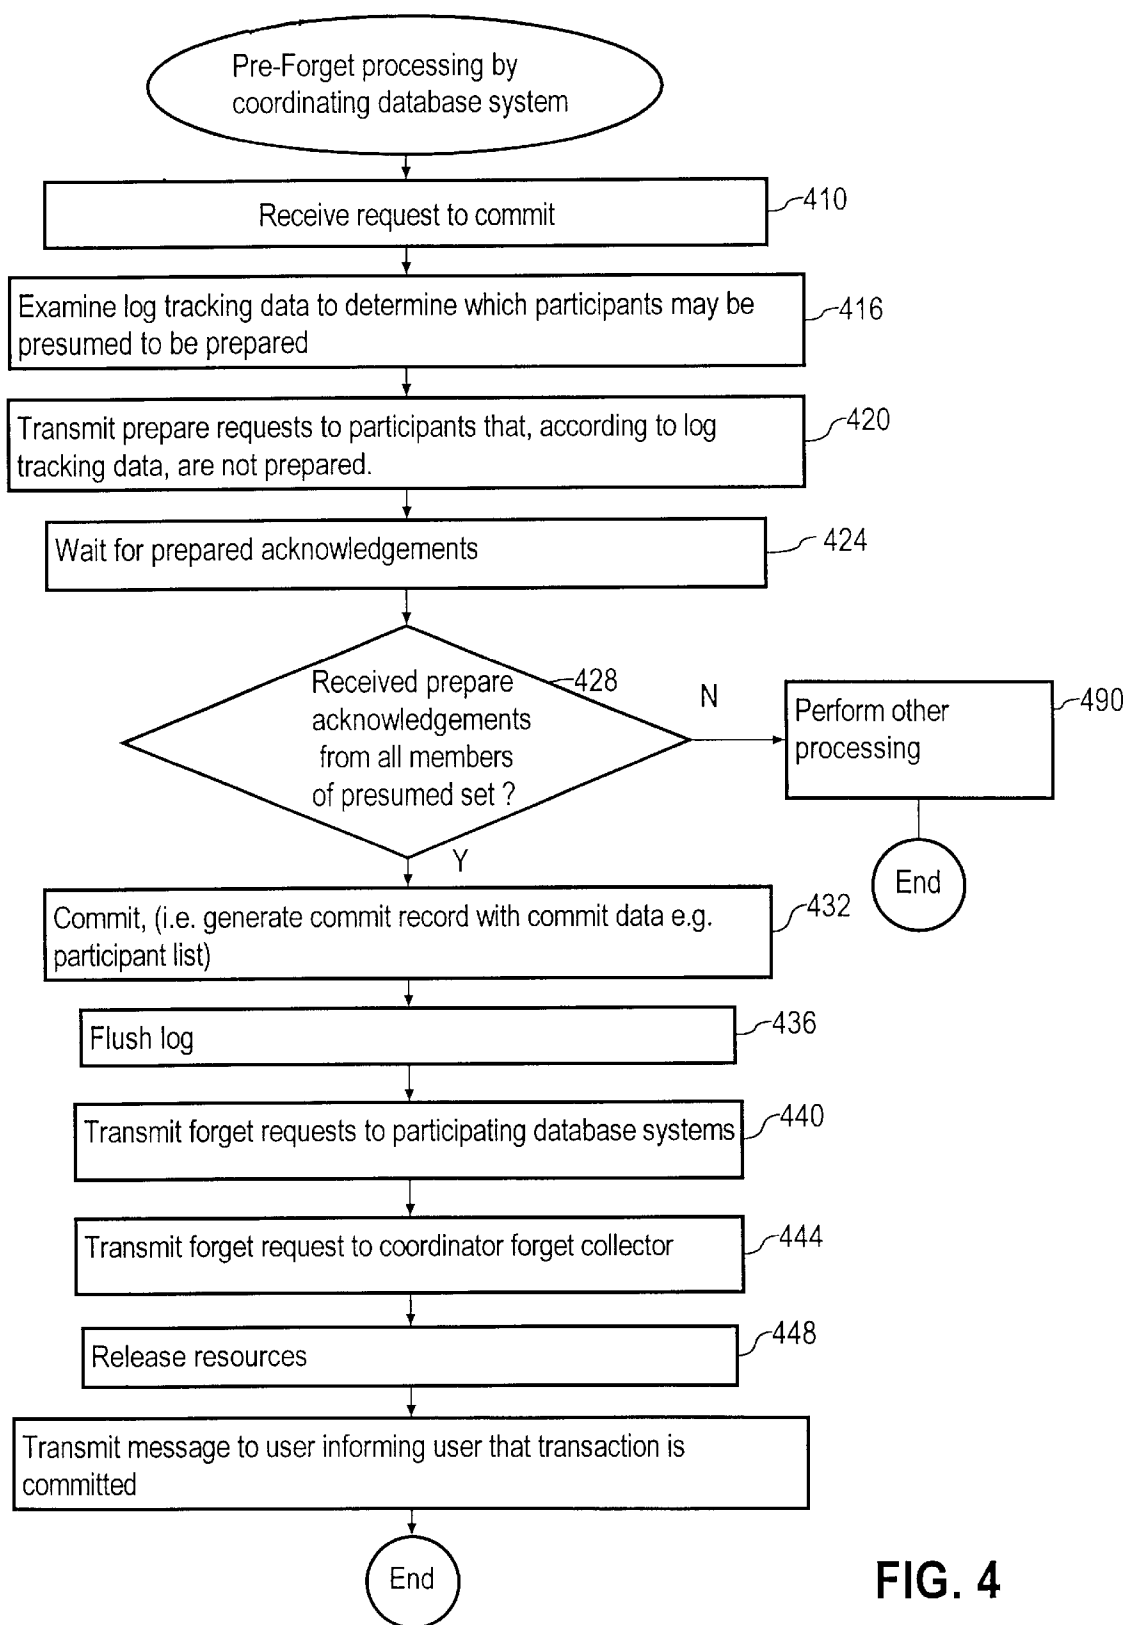 Pre-Forget processing by
coordinating database system
Receive request to commit
410
Examine log tracking data to determine which participants may be
presumed to be prepared
416
Transmit prepare requests to participants that, according to log
tracking data, are not prepared.
420
Wait for prepared acknowledgements
424
Received prepare
acknowledgements
from all members
of presumed set ?
428
N
Perform other
processing
490
End
Y
Commit, (i.e. generate commit record with commit data e.g.
participant list)
432
Flush log
436
Transmit forget requests to participating database systems
440
Transmit forget request to coordinator forget collector
444
Release resources
448
Transmit message to user informing user that transaction is
committed
End
FIG. 4